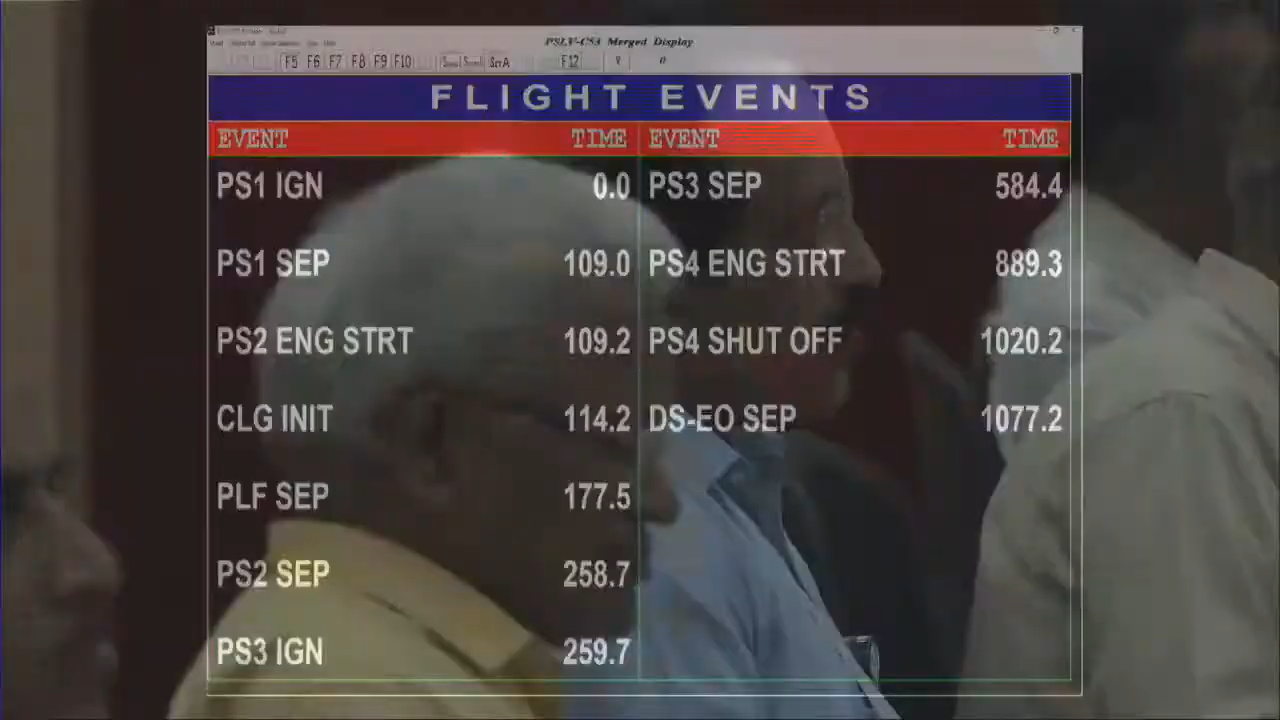 PSLV-C53 Merged Display
F5 F6 F7 F8 F9 F10 F12
FLIGHT EVENTS
EVENT TIME EVENT TIME
PS1 IGN 0.0 PS3 SEP 584.4
PS1 SEP 109.0 PS4 ENG STRT 889.3
PS2 ENG STRT 109.2 PS4 SHUT OFF 1020.2
CLG INIT 114.2 DS-EO SEP 1077.2
PLF SEP 177.5
PS2 SEP 258.7
PS3 IGN 259.7